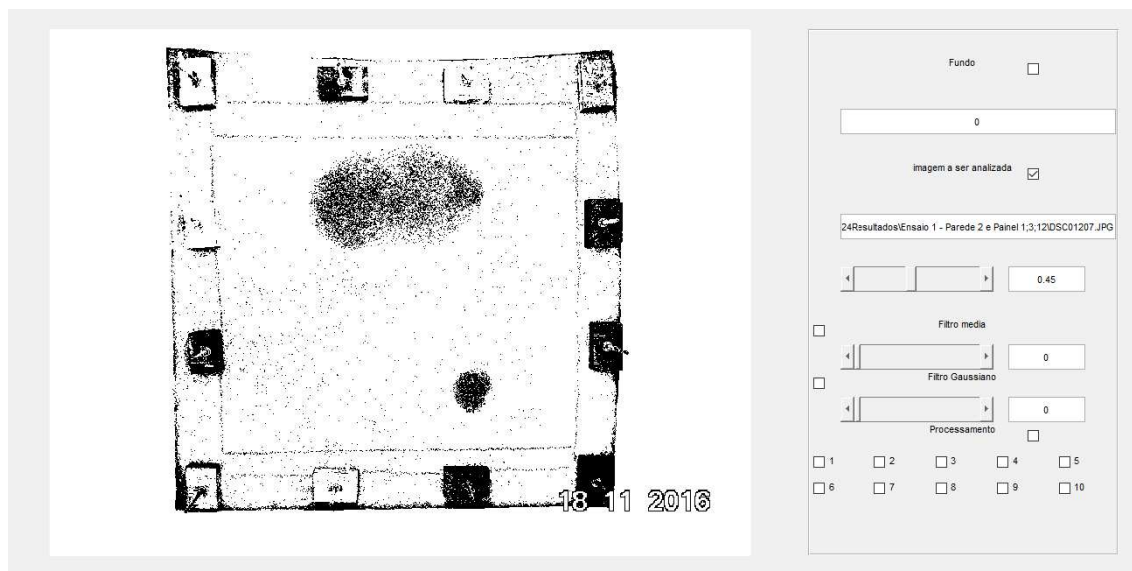 Fundo
0
imagem a ser analizada
24Resultados\Ensaio 1 - Parede 2 e Painel 1;3;12\DSC01207.JPG
0.45
Filtro media
0
Filtro Gaussiano
0
Processamento
1 2 3 4 5
6 7 8 9 10
18 11 2016